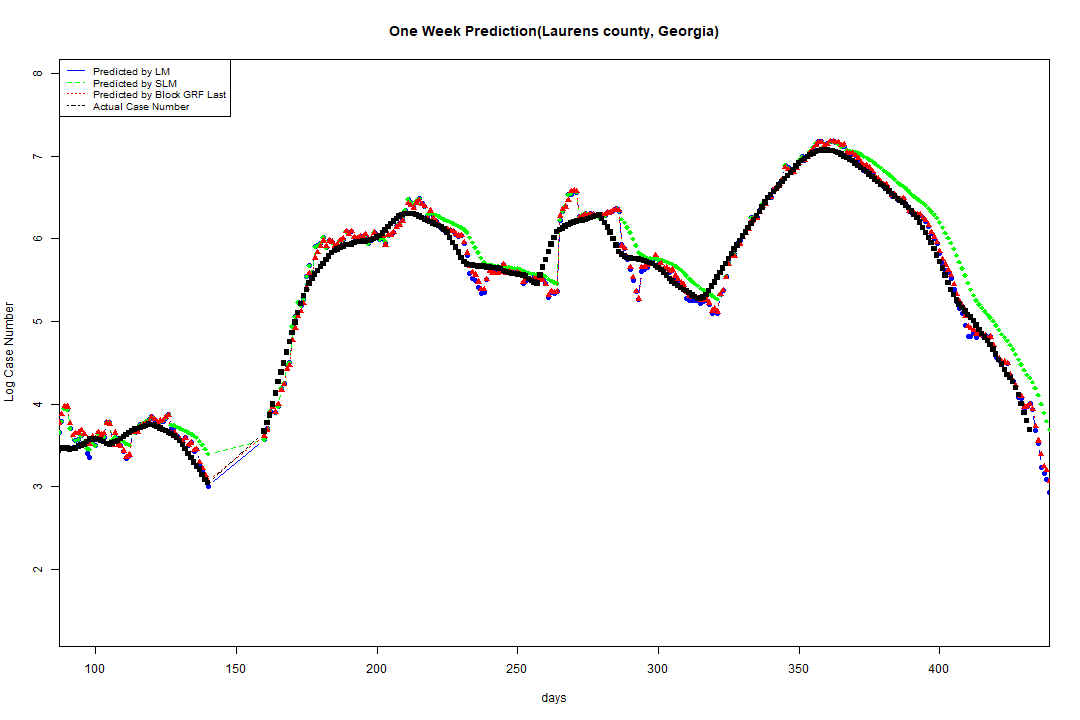 One Week Prediction(Laurens county, Georgia)
Predicted by LM
Predicted by SLM
Predicted by Block GRF Last
Actual Case Number
8
7
6
5
4
3
2
Log Case Number
100 150 200 250 300 350 400
days